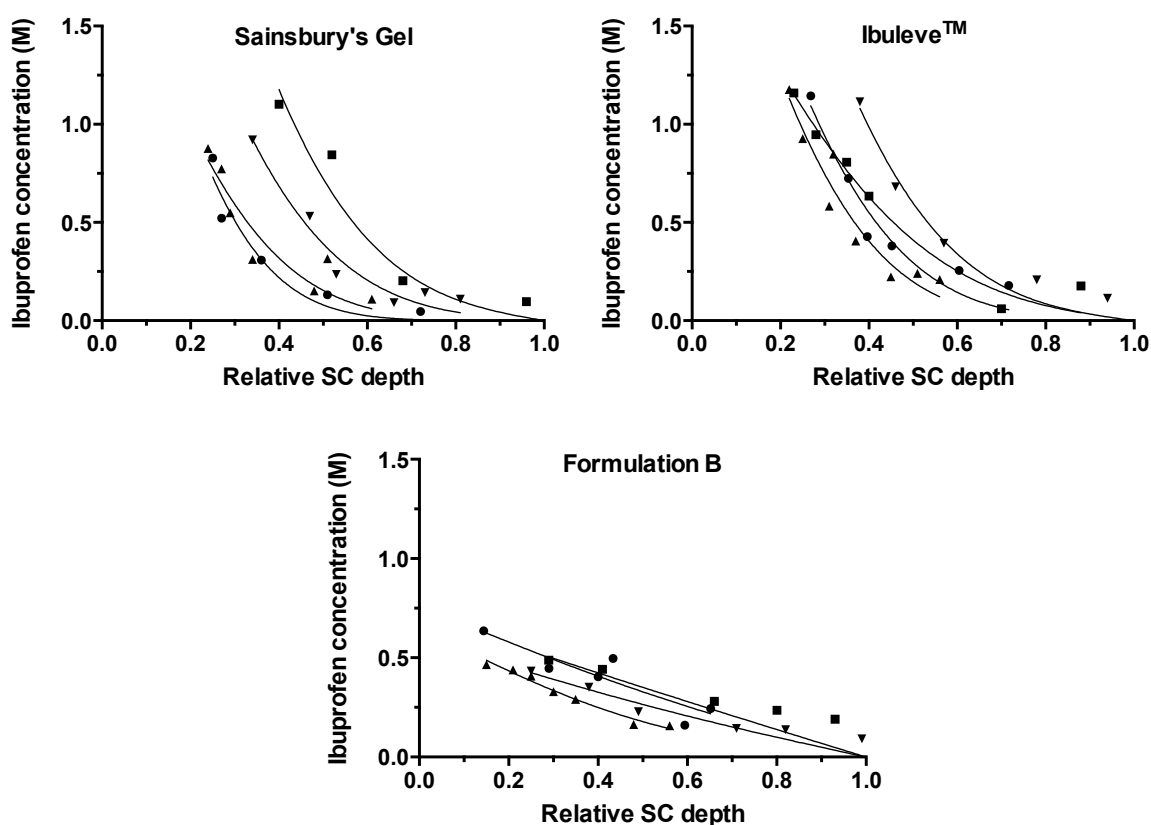 Sainsbury's Gel
Ibuprofen concentration (M)
1.5
1.0
0.5
0.0
0.0 0.2 0.4 0.6 0.8 1.0
Relative SC depth
Ibuleve™
Ibuprofen concentration (M)
1.5
1.0
0.5
0.0
0.0 0.2 0.4 0.6 0.8 1.0
Relative SC depth
Formulation B
Ibuprofen concentration (M)
1.5
1.0
0.5
0.0
0.0 0.2 0.4 0.6 0.8 1.0
Relative SC depth